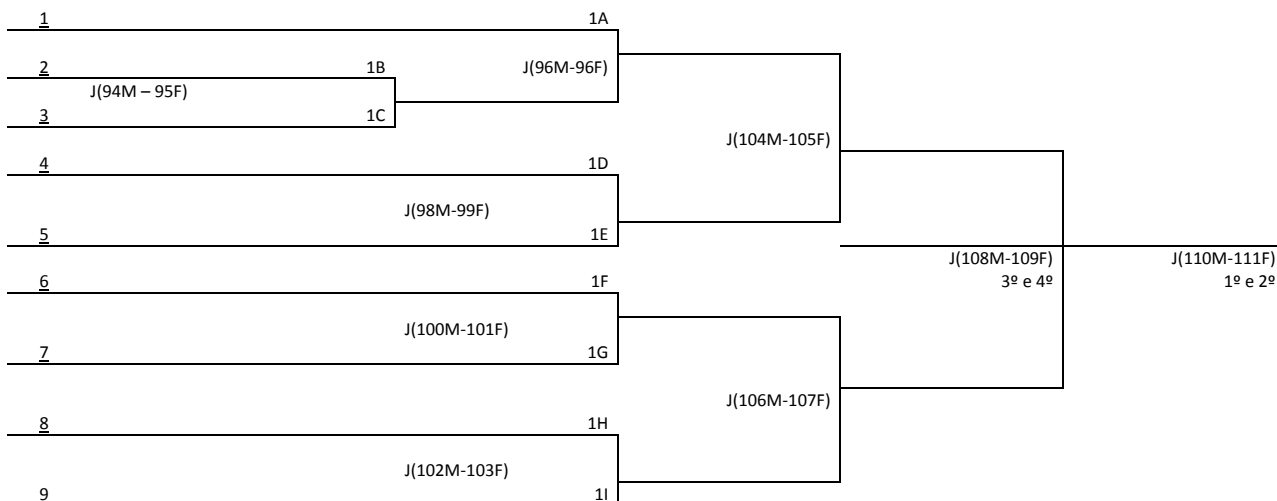 1 1A
2 1B J(96M-96F)
J(94M – 95F)
3 1C
J(104M-105F)
4 1D
J(98M-99F)
5 1E
J(108M-109F) J(110M-111F)
3º e 4º 1º e 2º
6 1F
J(100M-101F)
7 1G
J(106M-107F)
8 1H
J(102M-103F)
9 1I